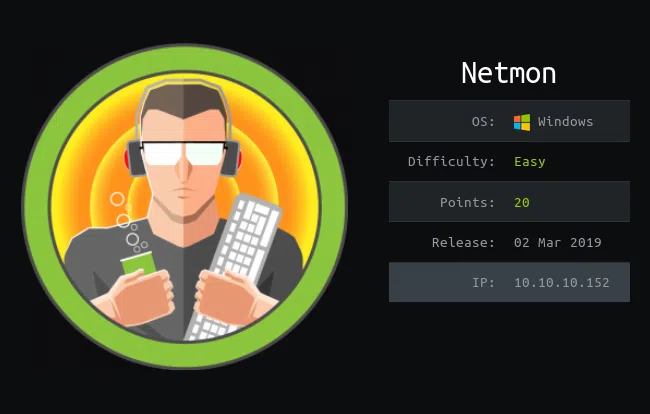 Netmon
OS: Windows
Difficulty: Easy
Points: 20
Release: 02 Mar 2019
IP: 10.10.10.152